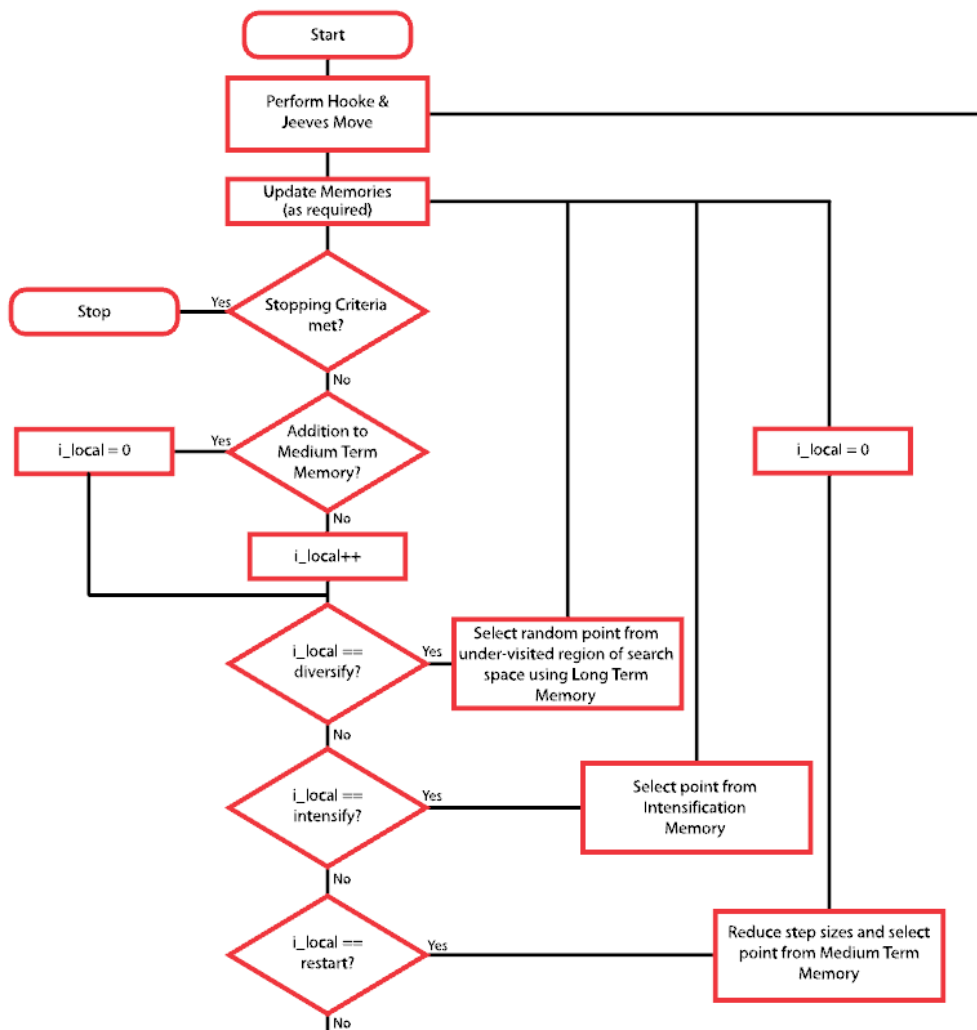 Start
Perform Hooke &
Jeeves Move
Update Memories
(as required)
Stopping Criteria
met?
Yes
Stop
No
Addition to
Medium Term
Memory?
Yes
i_local = 0
i_local = 0
No
i_local++
i_local ==
diversify?
Yes
Select random point from
under-visited region of search
space using Long Term
Memory
No
i_local ==
intensify?
Yes
Select point from
Intensification
Memory
No
i_local ==
restart?
Yes
Reduce step sizes and select
point from Medium Term
Memory
No